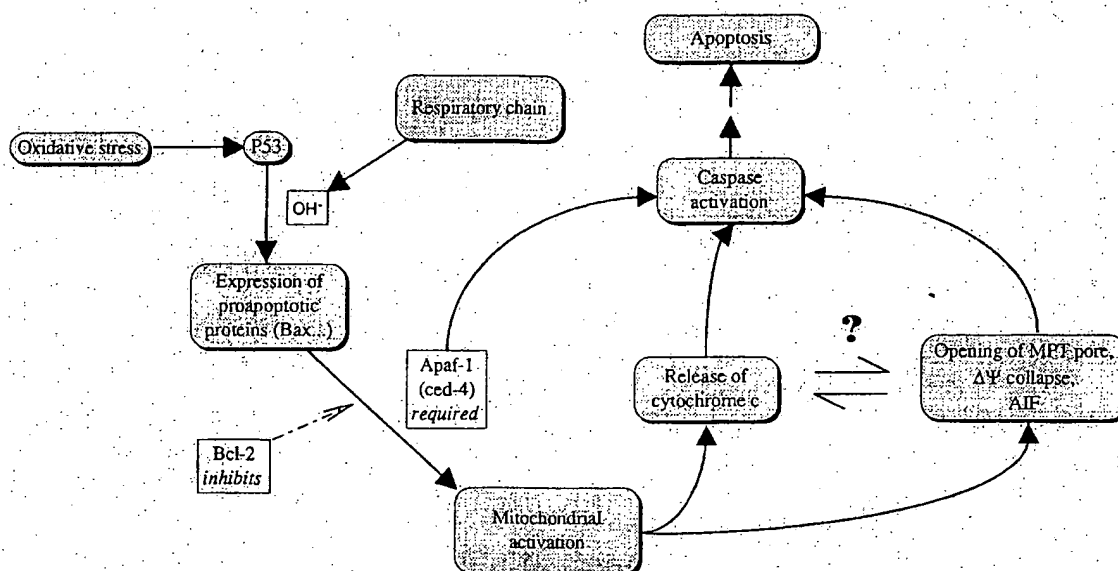 Apoptosis
Respiratory chain
Oxidative stress
P53
OH·
Caspase
activation
Expression of
proapoptotic
proteins (Bax...)
?
Apaf-1
(ced-4)
required
Release of
cytochrome c
Opening of MPT pore,
ΔΨ collapse,
AIF
Bcl-2
inhibits
Mitochondrial
activation